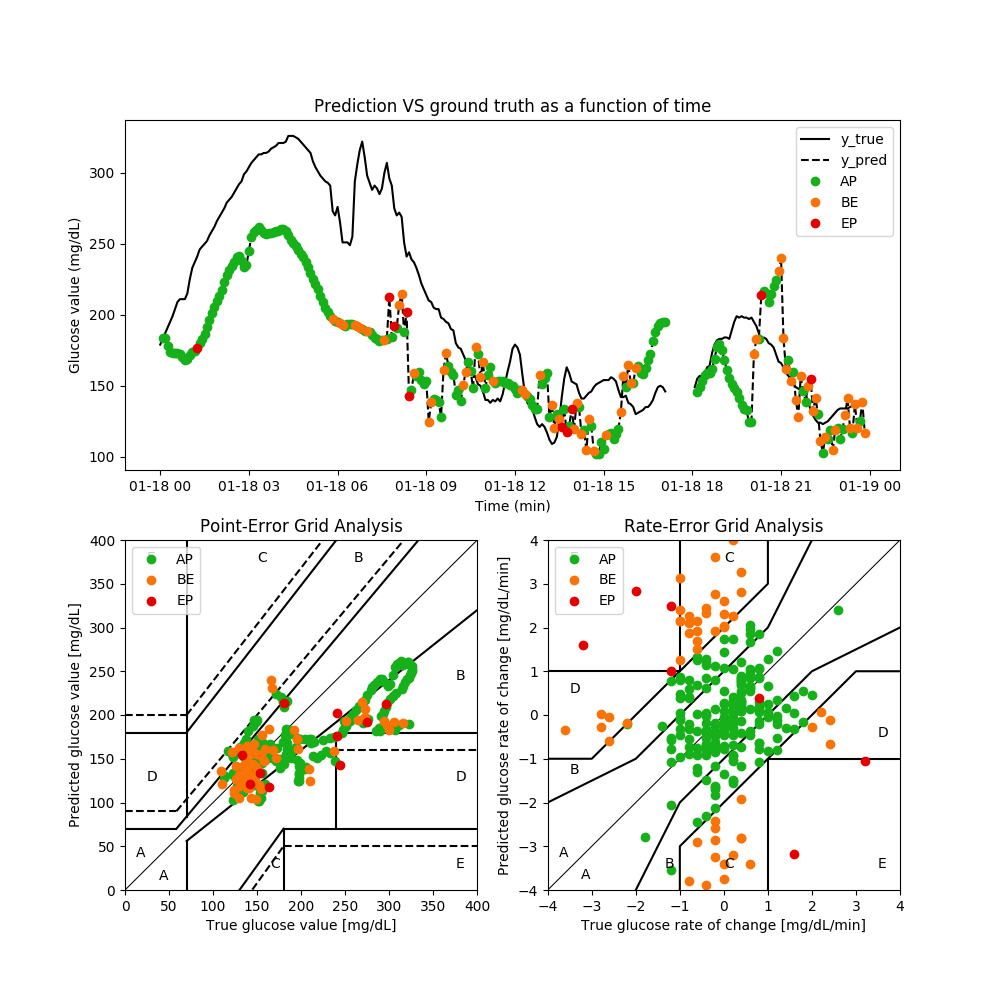 Prediction VS ground truth as a function of time
Glucose value (mg/dL)
300
250
200
150
100
y_true
y_pred
AP
BE
EP
01-18 00 01-18 03 01-18 06 01-18 09 01-18 12 01-18 15 01-18 18 01-18 21 01-19 00
Time (min)
Point-Error Grid Analysis
Predicted glucose value [mg/dL]
400
350
300
250
200
150
100
50
0
AP
BE
EP
C
B
B
D
D
A
A
C
E
0 50 100 150 200 250 300 350 400
True glucose value [mg/dL]
Rate-Error Grid Analysis
Predicted glucose rate of change [mg/dL/min]
4
3
2
1
0
−1
−2
−3
−4
AP
BE
EP
C
D
D
B
A
A
B
C
E
−4 −3 −2 −1 0 1 2 3 4
True glucose rate of change [mg/dL/min]